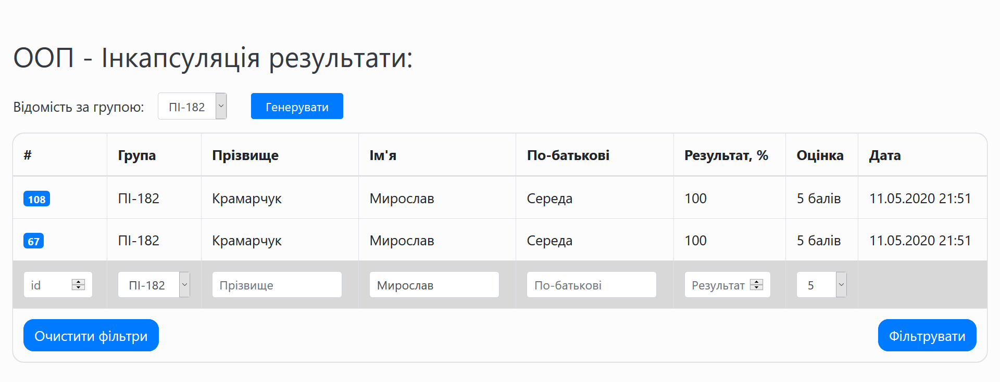 ООП - Інкапсуляція результати:
Відомість за групою: ПІ-182 Генерувати
# Група Прізвище Ім'я По-батькові Результат, % Оцінка Дата
108 ПІ-182 Крамарчук Мирослав Середа 100 5 балів 11.05.2020 21:51
67 ПІ-182 Крамарчук Мирослав Середа 100 5 балів 11.05.2020 21:51
id ПІ-182 Прізвище Мирослав По-батькові Результат 5
Очистити фільтри Фільтрувати